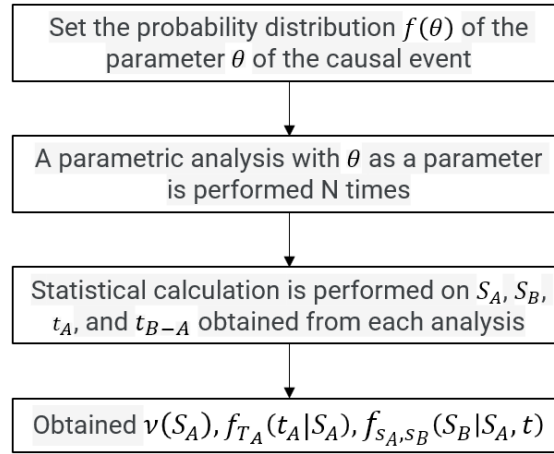 Set the probability distribution f(θ) of the
parameter θ of the causal event
A parametric analysis with θ as a parameter
is performed N times
Statistical calculation is performed on S_A, S_B,
t_A, and t_{B−A} obtained from each analysis
Obtained ν(S_A), f_{T_A}(t_A|S_A), f_{S_A,S_B}(S_B|S_A, t)